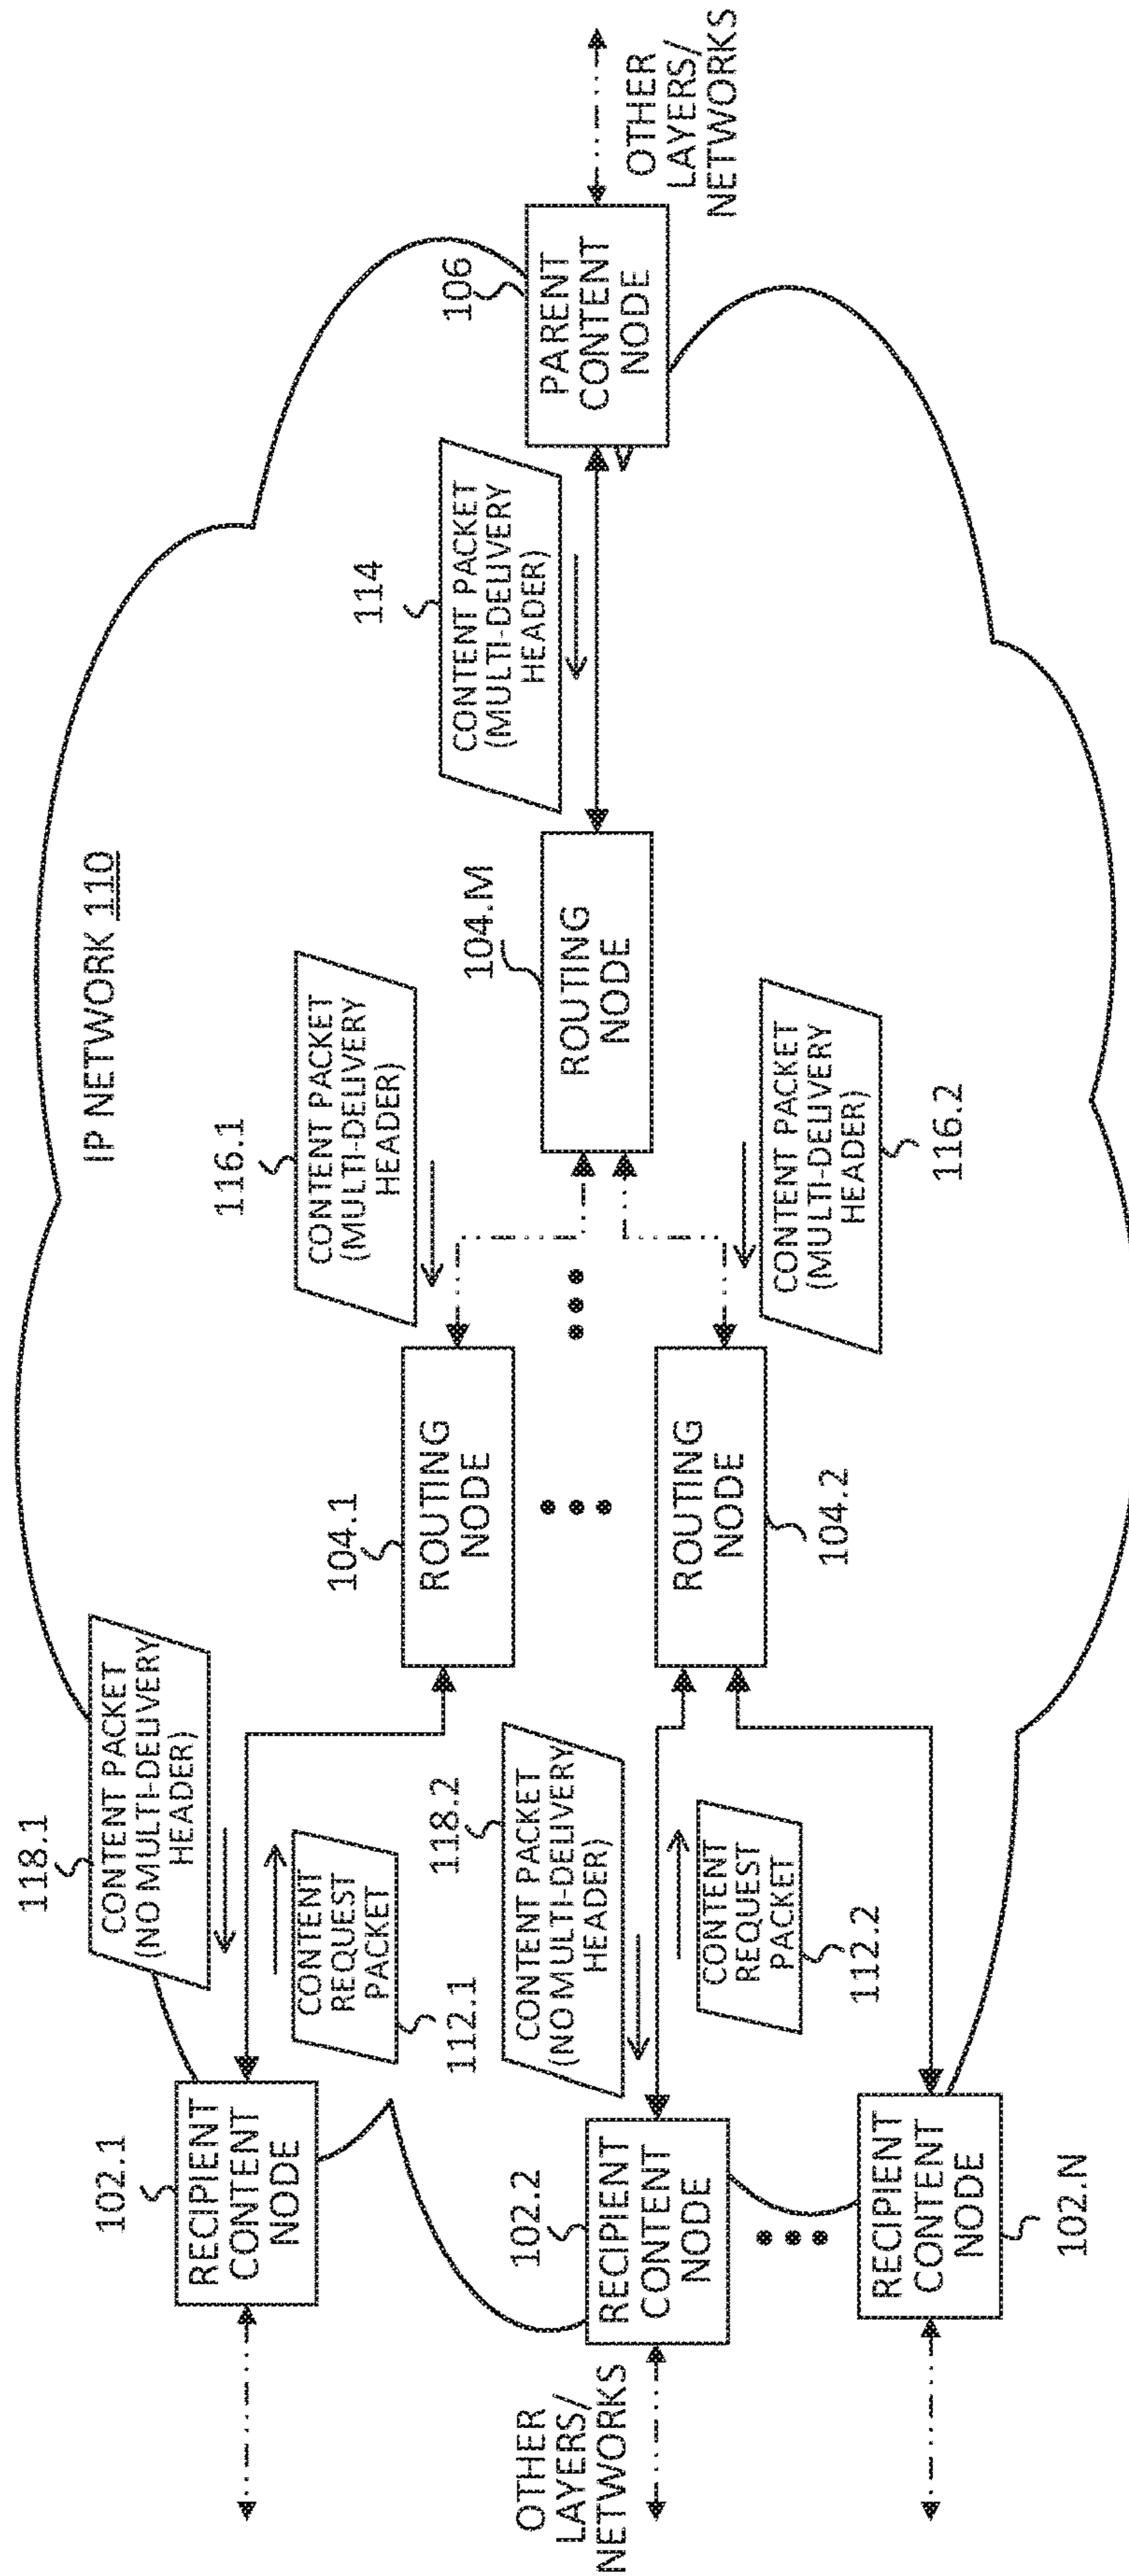 IP NETWORK 110
118.1
CONTENT PACKET
(NO MULTI-DELIVERY
HEADER)
116.1
CONTENT PACKET
(MULTI-DELIVERY
HEADER)
114
CONTENT PACKET
(MULTI-DELIVERY
HEADER)
106
PARENT
CONTENT
NODE
OTHER
LAYERS/
NETWORKS
102.1
RECIPIENT
CONTENT
NODE
CONTENT
REQUEST
PACKET
112.1
104.1
ROUTING
NODE
104.M
ROUTING
NODE
118.2
CONTENT PACKET
(NO MULTI-DELIVERY
HEADER)
104.2
ROUTING
NODE
CONTENT PACKET
(MULTI-DELIVERY
HEADER)
116.2
OTHER
LAYERS/
NETWORKS
102.2
RECIPIENT
CONTENT
NODE
CONTENT
REQUEST
PACKET
112.2
RECIPIENT
CONTENT
NODE
102.N